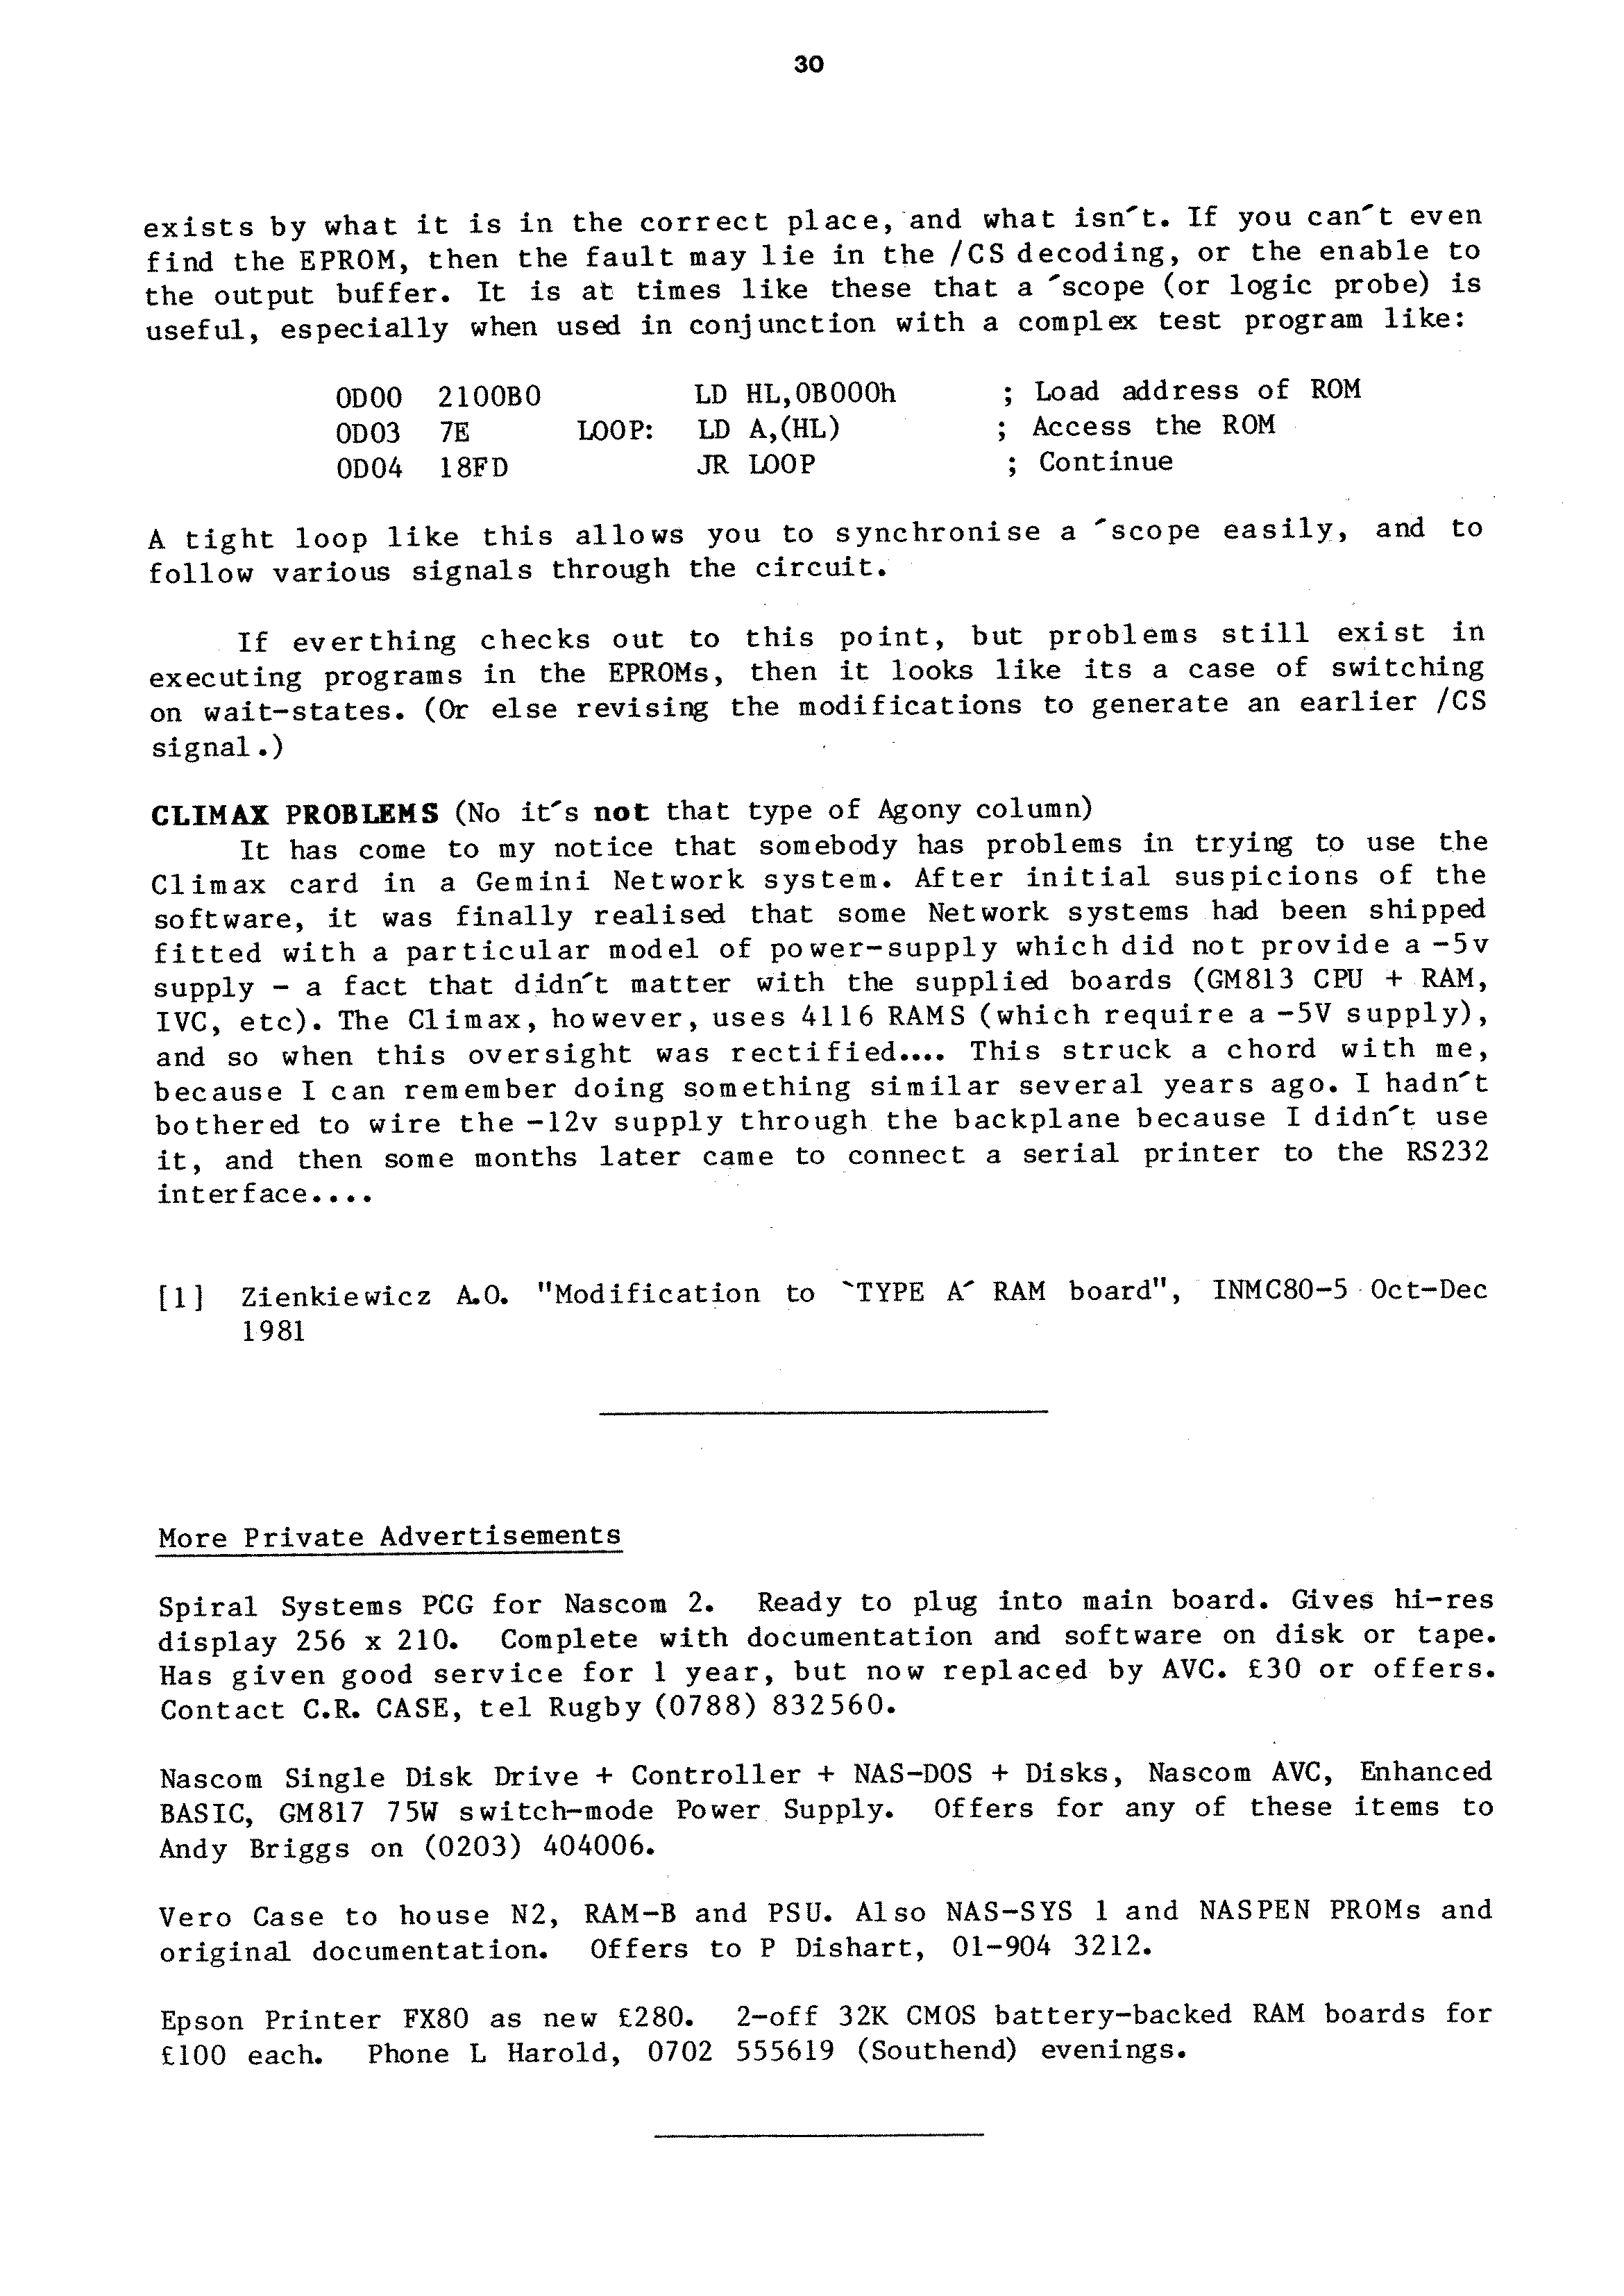 30
exists by what it is in the correct place, and what isn´t. If you can´t even
find the EPROM, then the fault may lie in the /CS decoding, or the enable to
the output buffer. It is at times like these that a ´scope (or logic probe) is
useful, especially when used in conjunction with a complex test program like:
0D00 2100B0 LD HL,0B000h ; Load address of ROM
0D03 7E LOOP: LD A,(HL) ; Access the ROM
0D04 18FD JR LOOP ; Continue
A tight loop like this allows you to synchronise a ´scope easily, and to
follow various signals through the circuit.
If everthing checks out to this point, but problems still exist in
executing programs in the EPROMs, then it looks like its a case of switching
on wait-states. (Or else revising the modifications to generate an earlier /CS
signal.)
CLIMAX PROBLEMS (No it´s not that type of Agony column)
It has come to my notice that somebody has problems in trying to use the
Climax card in a Gemini Network system. After initial suspicions of the
software, it was finally realised that some Network systems had been shipped
fitted with a particular model of power-supply which did not provide a -5v
supply - a fact that didn´t matter with the supplied boards (GM813 CPU + RAM,
IVC, etc). The Climax, however, uses 4116 RAMS (which require a -5V supply),
and so when this oversight was rectified.... This struck a chord with me,
because I can remember doing something similar several years ago. I hadn´t
bothered to wire the -12v supply through the backplane because I didn´t use
it, and then some months later came to connect a serial printer to the RS232
interface....
[1] Zienkiewicz A.O. "Modification to `TYPE A´ RAM board", INMC80-5 Oct-Dec
1981
More Private Advertisements
Spiral Systems PCG for Nascom 2. Ready to plug into main board. Gives hi-res
display 256 x 210. Complete with documentation and software on disk or tape.
Has given good service for 1 year, but now replaced by AVC. £30 or offers.
Contact C.R. CASE, tel Rugby (0788) 832560.
Nascom Single Disk Drive + Controller + NAS-DOS + Disks, Nascom AVC, Enhanced
BASIC, GM817 75W switch-mode Power Supply. Offers for any of these items to
Andy Briggs on (0203) 404006.
Vero Case to house N2, RAM-B and PSU. Also NAS-SYS 1 and NASPEN PROMs and
original documentation. Offers to P Dishart, 01-904 3212.
Epson Printer FX80 as new £280. 2-off 32K CMOS battery-backed RAM boards for
£100 each. Phone L Harold, 0702 555619 (Southend) evenings.